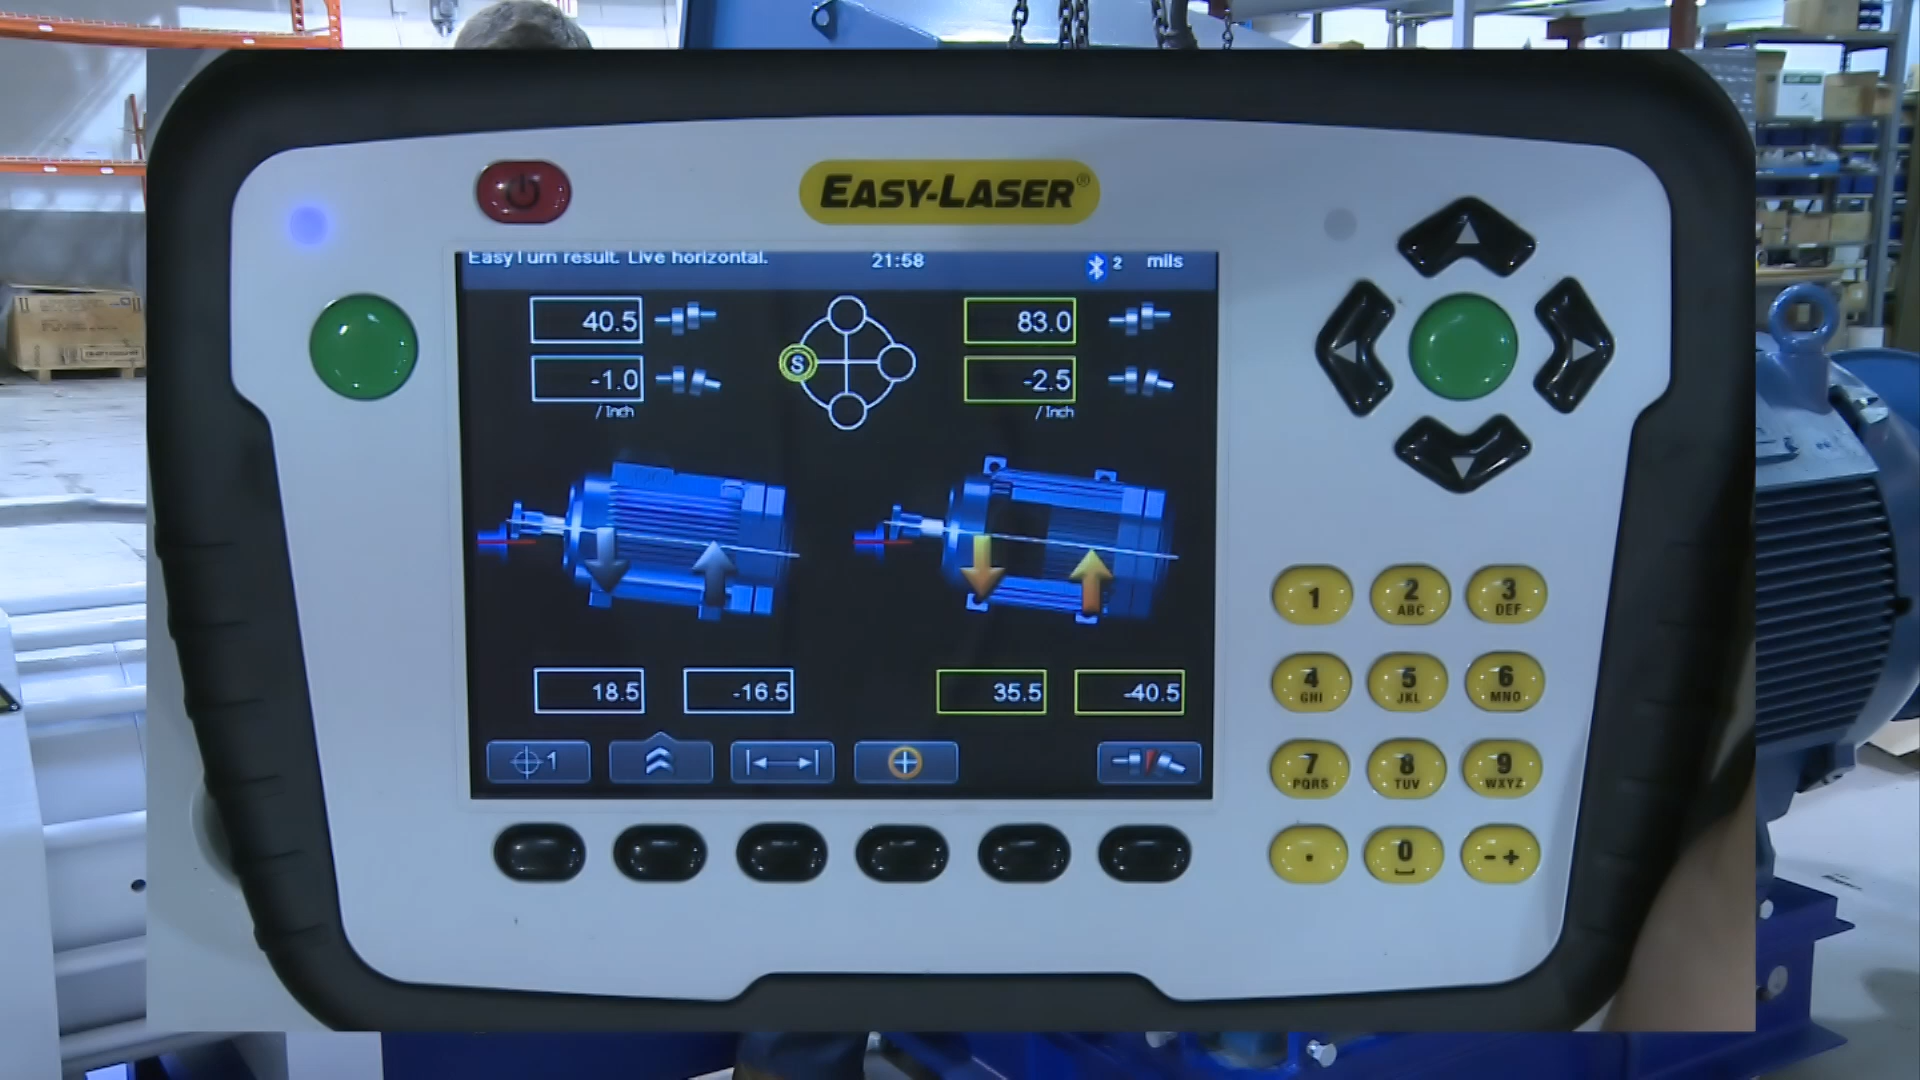 EASY-LASER®
EasyTurn result. Live horizontal. 21:58 2 mils
40.5 83.0
S
-1.0 -2.5
/Inch /Inch
18.5 -16.5 35.5 -40.5
1
1 2 ABC 3 DEF
4 GHI 5 JKL 6 MNO
7 PQRS 8 TUV 9 WXYZ
. 0 - +